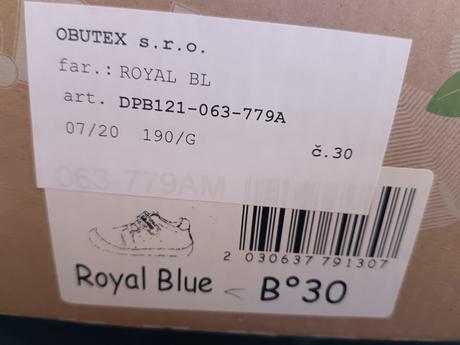 OBUTEX s.r.o.
far.: ROYAL BL
art. DPB121-063-779A
07/20 190/G
č.30
063-779AM
2 030637 791307
Royal Blue < B°30